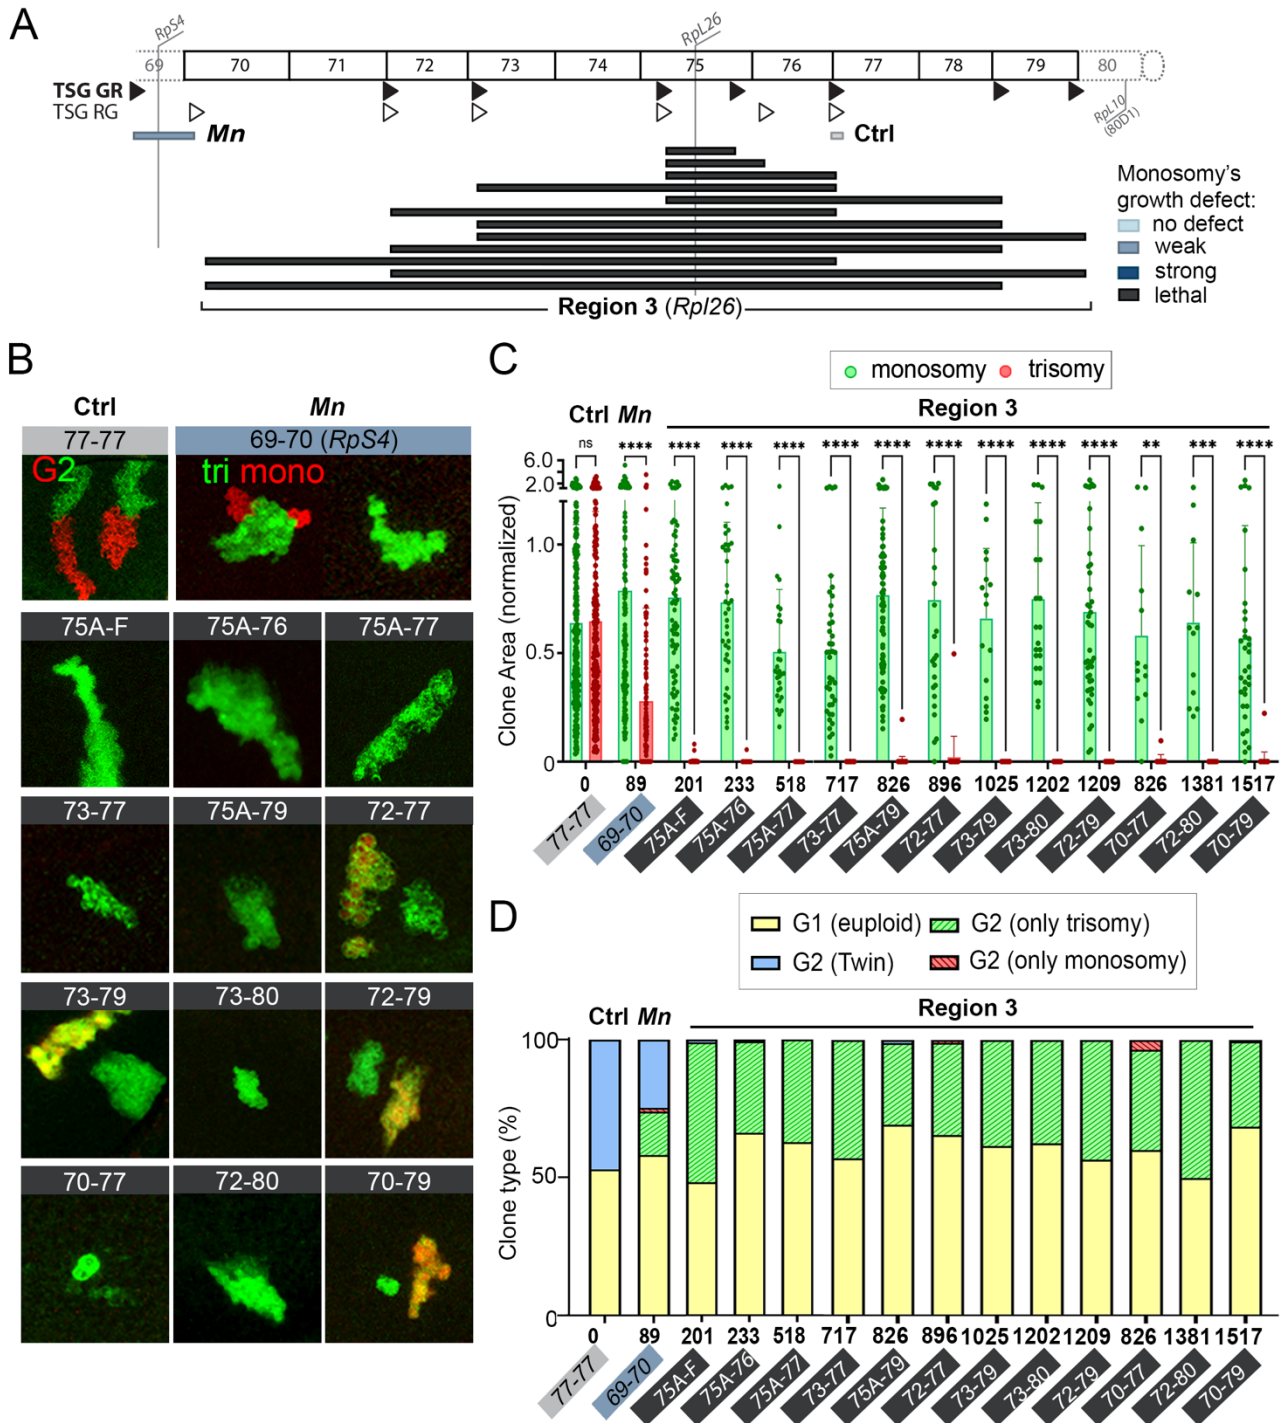 A
RpS4
RpL26
69 70 71 72 73 74 75 76 77 78 79 80
TSG GR
TSG RG
RpL10
(80D1)
Mn
Ctrl
Monosomy's
growth defect:
no defect
weak
strong
lethal
Region 3 (Rpl26)
B
Ctrl Mn
77-77 69-70 (RpS4)
G2 tri mono
75A-F 75A-76 75A-77
73-77 75A-79 72-77
73-79 73-80 72-79
70-77 72-80 70-79
C
monosomy trisomy
Ctrl Mn Region 3
ns **** **** **** **** **** **** **** **** **** **** ** *** ****
Clone Area (normalized)
6.0
2.0
1.0
0.5
0
0 89 201 233 518 717 826 896 1025 1202 1209 826 1381 1517
77-77 69-70 75A-F 75A-76 75A-77 73-77 75A-79 72-77 73-79 73-80 72-79 70-77 72-80 70-79
D
G1 (euploid) G2 (only trisomy)
G2 (Twin) G2 (only monosomy)
Ctrl Mn Region 3
Clone type (%)
100
50
0
0 89 201 233 518 717 826 896 1025 1202 1209 826 1381 1517
77-77 69-70 75A-F 75A-76 75A-77 73-77 75A-79 72-77 73-79 73-80 72-79 70-77 72-80 70-79